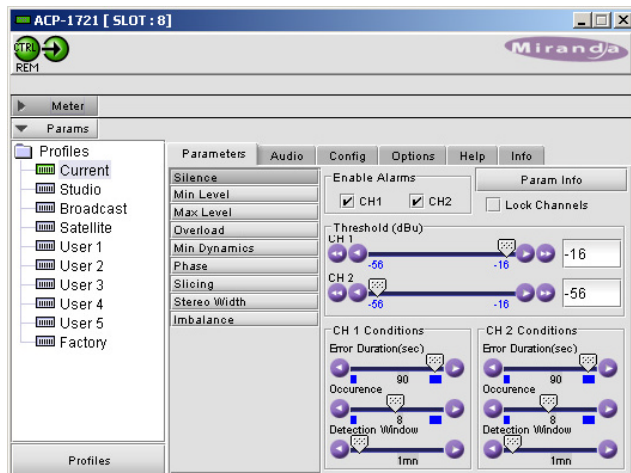 ACP-1721 [ SLOT : 8]
CTRL
REM
Miranda
Meter
Params
Profiles
Current
Studio
Broadcast
Satellite
User 1
User 2
User 3
User 4
User 5
Factory
Profiles
Parameters Audio Config Options Help Info
Silence
Min Level
Max Level
Overload
Min Dynamics
Phase
Slicing
Stereo Width
Imbalance
Enable Alarms
CH1 CH2
Param Info
Lock Channels
Threshold (dBu)
CH 1
-56 -16 -16
CH 2
-56 -16 -56
CH 1 Conditions
Error Duration(sec)
90
Occurence
8
Detection Window
1mn
CH 2 Conditions
Error Duration(sec)
90
Occurence
8
Detection Window
1mn